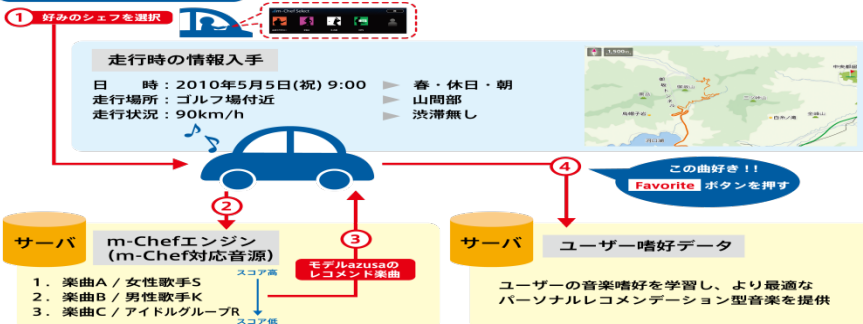 1 好みのシェフを選択
m-Chef Select
走行時の情報入手
1,500m
日　　時：2010年5月5日(祝) 9:00 ▶ 春・休日・朝
走行場所：ゴルフ場付近 ▶ 山間部
走行状況：90km/h ▶ 渋滞無し
4
この曲好き!!
Favorite ボタンを押す
2
3
サーバ
m-Chefエンジン
(m-Chef対応音源)
モデルazusaの
レコメンド楽曲
スコア高
1. 楽曲A / 女性歌手S
2. 楽曲B / 男性歌手K
3. 楽曲C / アイドルグループR
スコア低
サーバ
ユーザー嗜好データ
ユーザーの音楽嗜好を学習し、より最適な
パーソナルレコメンデーション型音楽を提供